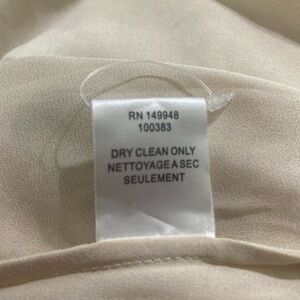 RN 149948
100383
DRY CLEAN ONLY
NETTOYAGE A SEC
SEULEMENT